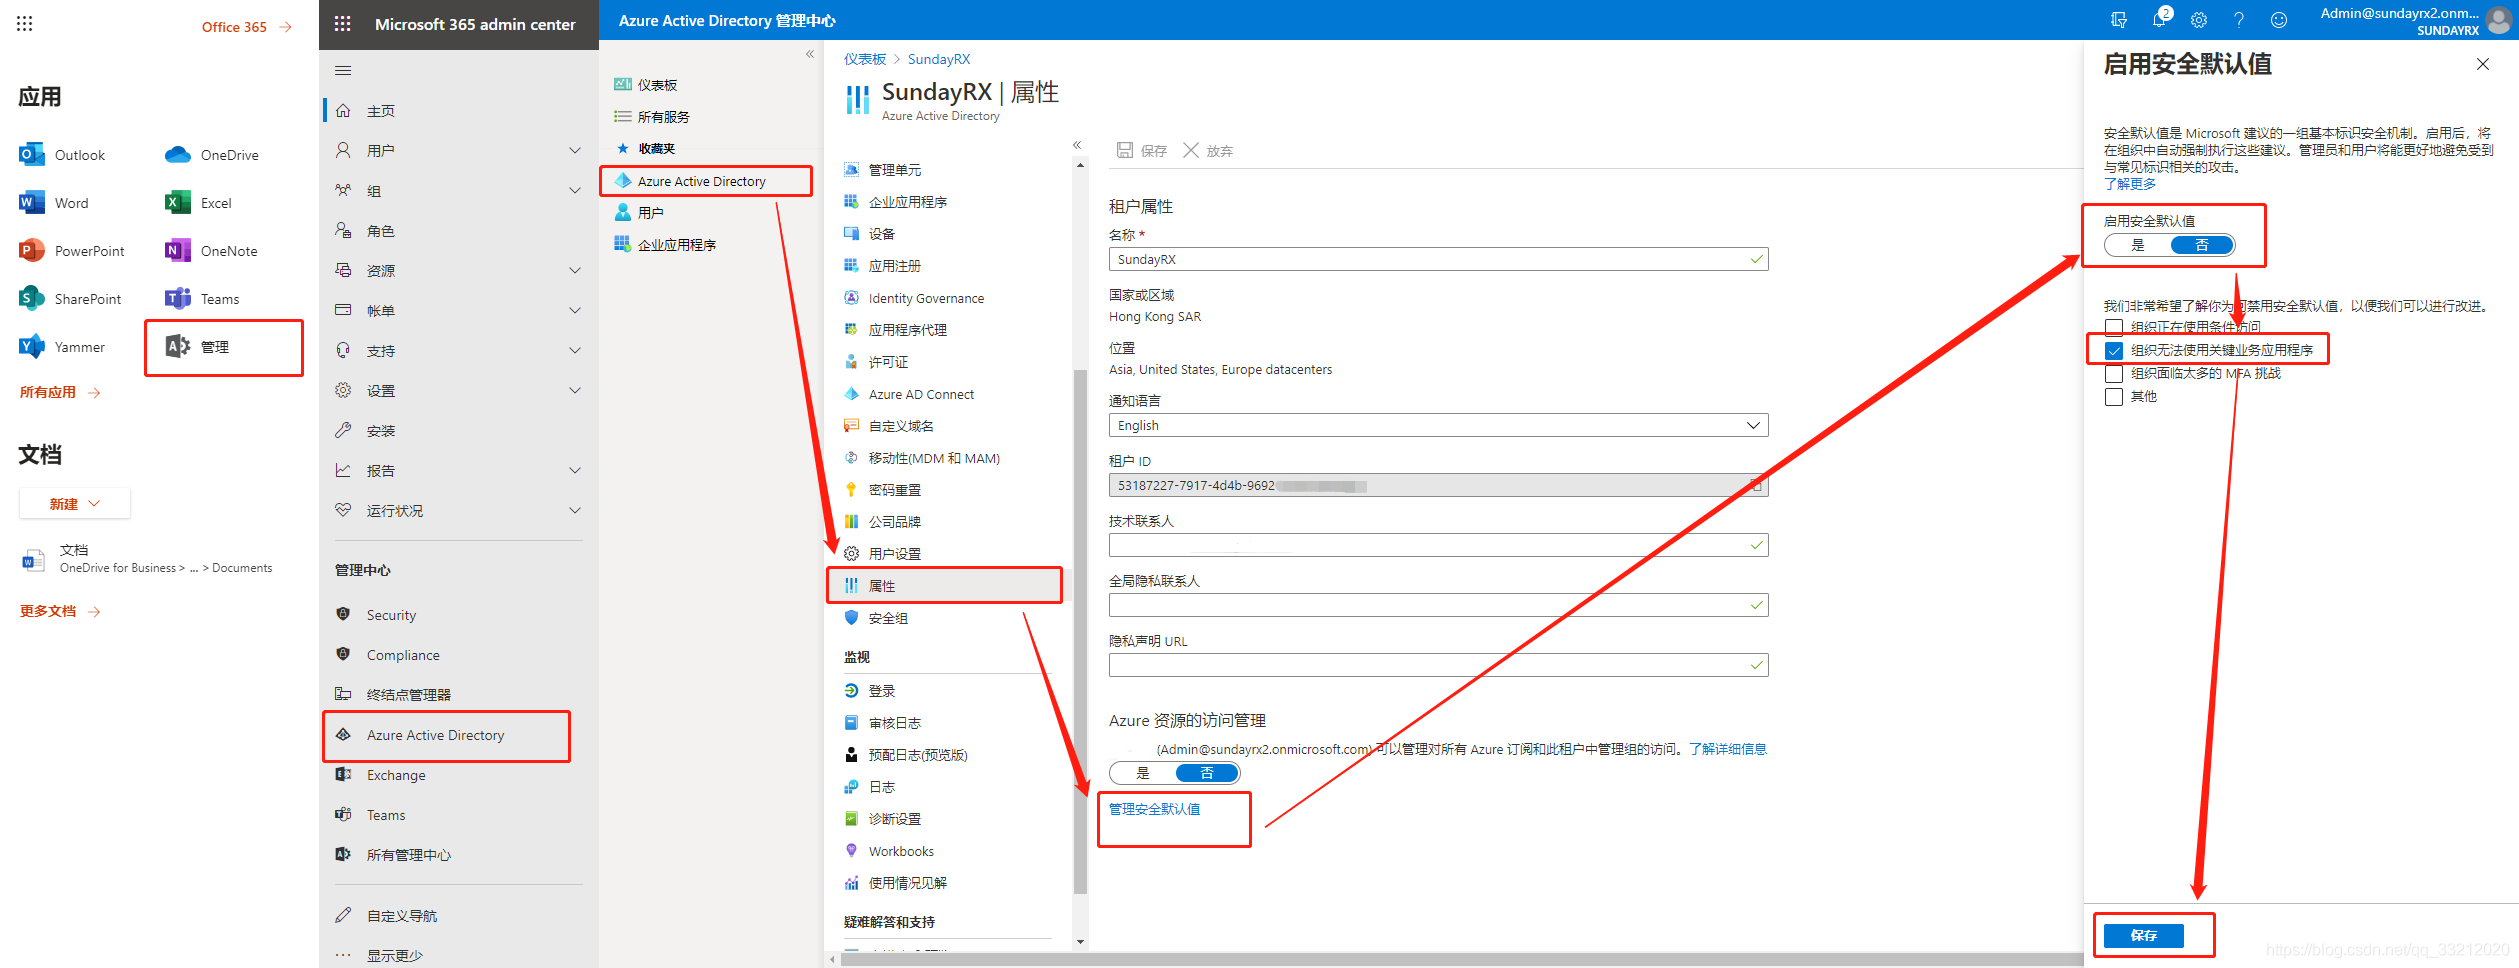 Office 365 →
应用
Outlook
OneDrive
Word
Excel
PowerPoint
OneNote
SharePoint
Teams
Yammer
管理
所有应用 →
文档
新建
文档
OneDrive for Business > ... > Documents
更多文档 →
Microsoft 365 admin center
主页
用户
组
角色
资源
帐单
支持
设置
安装
报告
运行状况
管理中心
Security
Compliance
终结点管理器
Azure Active Directory
Exchange
Teams
所有管理中心
自定义导航
显示更少
Azure Active Directory 管理中心
2
Admin@sundayrx2.onm...
SUNDAYRX
仪表板
所有服务
收藏夹
Azure Active Directory
用户
企业应用程序
仪表板 > SundayRX
SundayRX | 属性
Azure Active Directory
管理单元
企业应用程序
设备
应用注册
Identity Governance
应用程序代理
许可证
Azure AD Connect
自定义域名
移动性(MDM 和 MAM)
密码重置
公司品牌
用户设置
属性
安全组
监视
登录
审核日志
预配日志(预览版)
日志
诊断设置
Workbooks
使用情况见解
疑难解答和支持
保存 放弃
租户属性
名称 *
SundayRX
国家或区域
Hong Kong SAR
位置
Asia, United States, Europe datacenters
通知语言
English
租户 ID
53187227-7917-4d4b-9692
技术联系人
全局隐私联系人
隐私声明 URL
Azure 资源的访问管理
(Admin@sundayrx2.onmicrosoft.com) 可以管理对所有 Azure 订阅和此租户中管理组的访问。了解详细信息
是 否
管理安全默认值
启用安全默认值
安全默认值是 Microsoft 建议的一组基本标识安全机制。启用后，将
在组织中自动强制执行这些建议。管理员和用户将能更好地避免受到
与常见标识相关的攻击。
了解更多
启用安全默认值
是 否
我们非常希望了解你为何禁用安全默认值，以便我们可以进行改进。
组织正在使用条件访问
组织无法使用关键业务应用程序
组织面临太多的 MFA 挑战
其他
保存
https://blog.csdn.net/qq_33212020